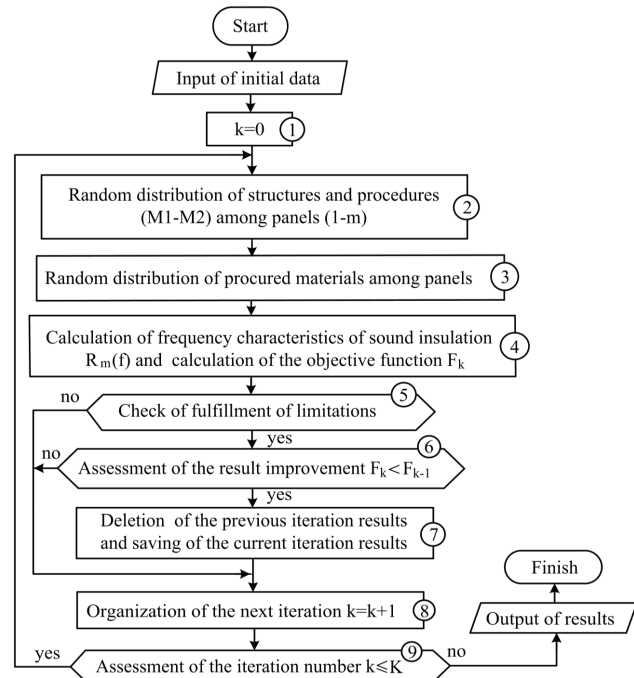 Start
Input of initial data
k=0 1
Random distribution of structures and procedures
(M1-M2) among panels (1-m)
2
Random distribution of procured materials among panels 3
Calculation of frequency characteristics of sound insulation
Rm(f) and calculation of the objective function Fk
4
no
Check of fulfillment of limitations 5
yes
no
Assessment of the result improvement Fk<Fk-1 6
yes
Deletion of the previous iteration results
and saving of the current iteration results
7
Organization of the next iteration k=k+1 8
yes
Assessment of the iteration number k⩽K 9
no
Output of results
Finish